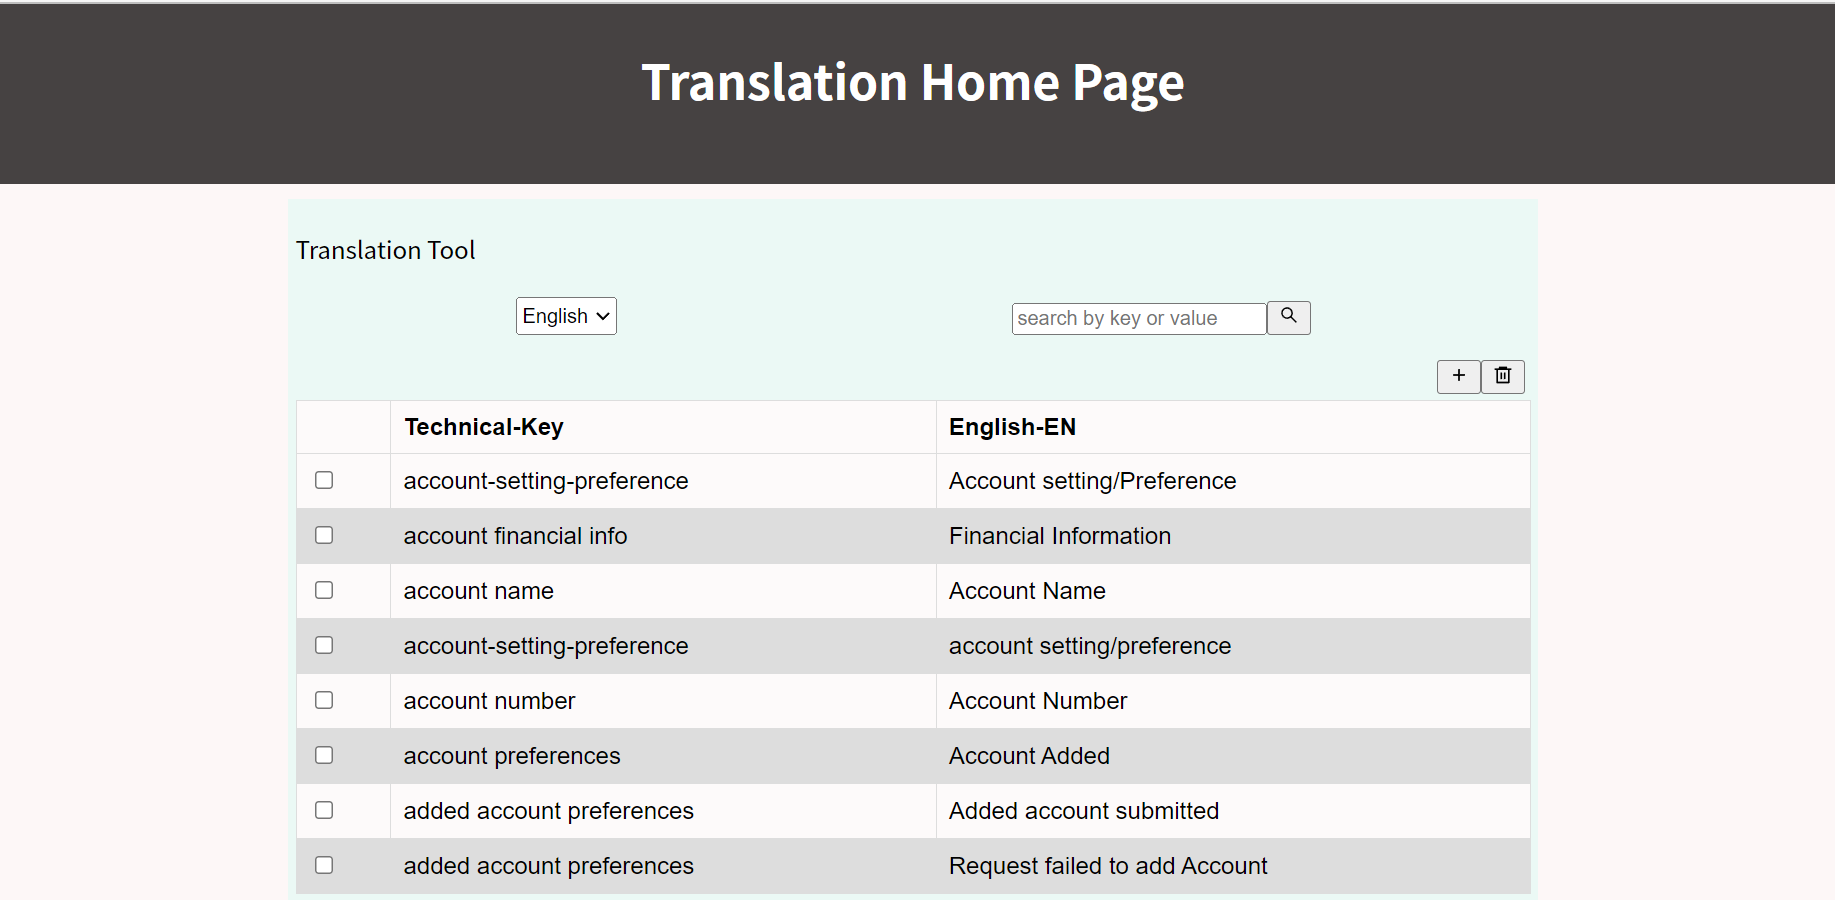 Translation Home Page
Translation Tool
English
search by key or value
Technical-Key English-EN
account-setting-preference Account setting/Preference
account financial info Financial Information
account name Account Name
account-setting-preference account setting/preference
account number Account Number
account preferences Account Added
added account preferences Added account submitted
added account preferences Request failed to add Account